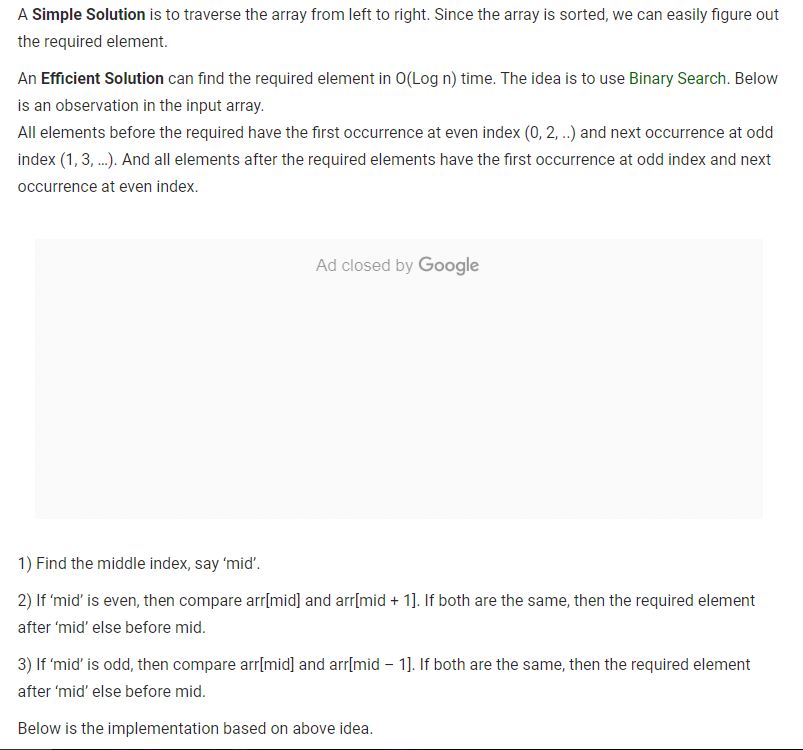 A Simple Solution is to traverse the array from left to right. Since the array is sorted, we can easily figure out
the required element.
An Efficient Solution can find the required element in O(Log n) time. The idea is to use Binary Search. Below
is an observation in the input array.
All elements before the required have the first occurrence at even index (0, 2, ..) and next occurrence at odd
index (1, 3, …). And all elements after the required elements have the first occurrence at odd index and next
occurrence at even index.
Ad closed by Google
1) Find the middle index, say ‘mid’.
2) If ‘mid’ is even, then compare arr[mid] and arr[mid + 1]. If both are the same, then the required element
after ‘mid’ else before mid.
3) If ‘mid’ is odd, then compare arr[mid] and arr[mid – 1]. If both are the same, then the required element
after ‘mid’ else before mid.
Below is the implementation based on above idea.